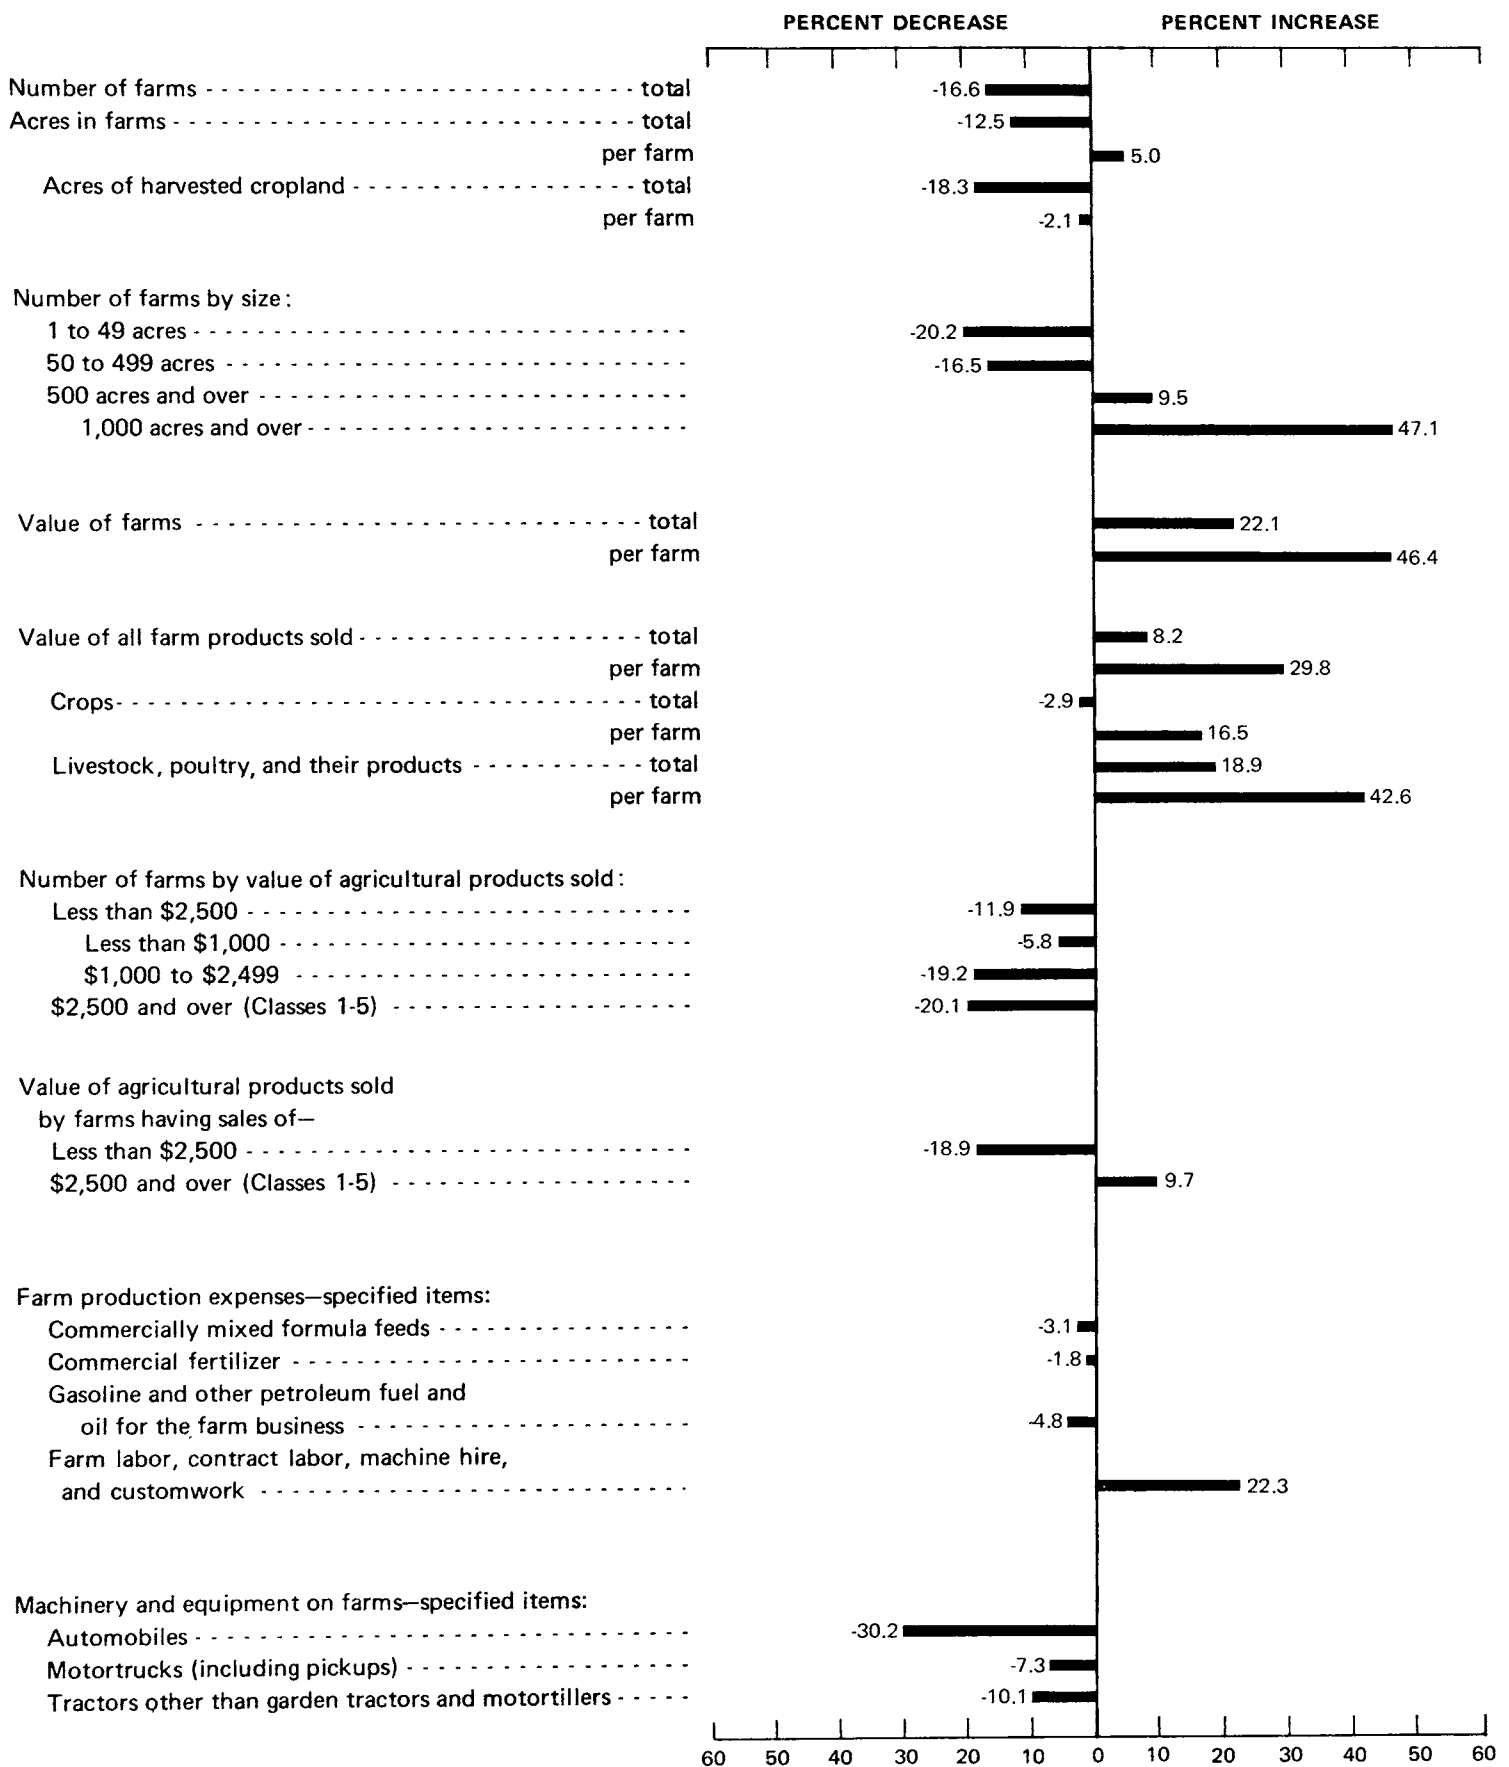 PERCENT DECREASE PERCENT INCREASE
Number of farms - - - - - - - - - - - - - - - - - - - - - - - - - - - - - - - - total -16.6
Acres in farms - - - - - - - - - - - - - - - - - - - - - - - - - - - - - - - - - - total -12.5
per farm 5.0
Acres of harvested cropland - - - - - - - - - - - - - - - - - - - - - total -18.3
per farm -2.1
Number of farms by size:
1 to 49 acres - - - - - - - - - - - - - - - - - - - - - - - - - - - - - - - - - - - - -20.2
50 to 499 acres - - - - - - - - - - - - - - - - - - - - - - - - - - - - - - - - - - -16.5
500 acres and over - - - - - - - - - - - - - - - - - - - - - - - - - - - - - - - - 9.5
1,000 acres and over - - - - - - - - - - - - - - - - - - - - - - - - - - - - - 47.1
Value of farms - - - - - - - - - - - - - - - - - - - - - - - - - - - - - - - - - total 22.1
per farm 46.4
Value of all farm products sold - - - - - - - - - - - - - - - - - - - - - total 8.2
per farm 29.8
Crops - - - - - - - - - - - - - - - - - - - - - - - - - - - - - - - - - - - - - - - total -2.9
per farm 16.5
Livestock, poultry, and their products - - - - - - - - - - - - - total 18.9
per farm 42.6
Number of farms by value of agricultural products sold:
Less than $2,500 - - - - - - - - - - - - - - - - - - - - - - - - - - - - - - - - - -11.9
Less than $1,000 - - - - - - - - - - - - - - - - - - - - - - - - - - - - - - - -5.8
$1,000 to $2,499 - - - - - - - - - - - - - - - - - - - - - - - - - - - - - - -19.2
$2,500 and over (Classes 1-5) - - - - - - - - - - - - - - - - - - - - - - -20.1
Value of agricultural products sold
by farms having sales of—
Less than $2,500 - - - - - - - - - - - - - - - - - - - - - - - - - - - - - - - - - -18.9
$2,500 and over (Classes 1-5) - - - - - - - - - - - - - - - - - - - - - - - 9.7
Farm production expenses—specified items:
Commercially mixed formula feeds - - - - - - - - - - - - - - - - - - - -3.1
Commercial fertilizer - - - - - - - - - - - - - - - - - - - - - - - - - - - - - - -1.8
Gasoline and other petroleum fuel and
oil for the farm business - - - - - - - - - - - - - - - - - - - - - - - - - -4.8
Farm labor, contract labor, machine hire,
and customwork - - - - - - - - - - - - - - - - - - - - - - - - - - - - - - - - 22.3
Machinery and equipment on farms—specified items:
Automobiles - - - - - - - - - - - - - - - - - - - - - - - - - - - - - - - - - - - - - -30.2
Motortrucks (including pickups) - - - - - - - - - - - - - - - - - - - - - -7.3
Tractors other than garden tractors and motortillers - - - - - -10.1
60 50 40 30 20 10 0 10 20 30 40 50 60